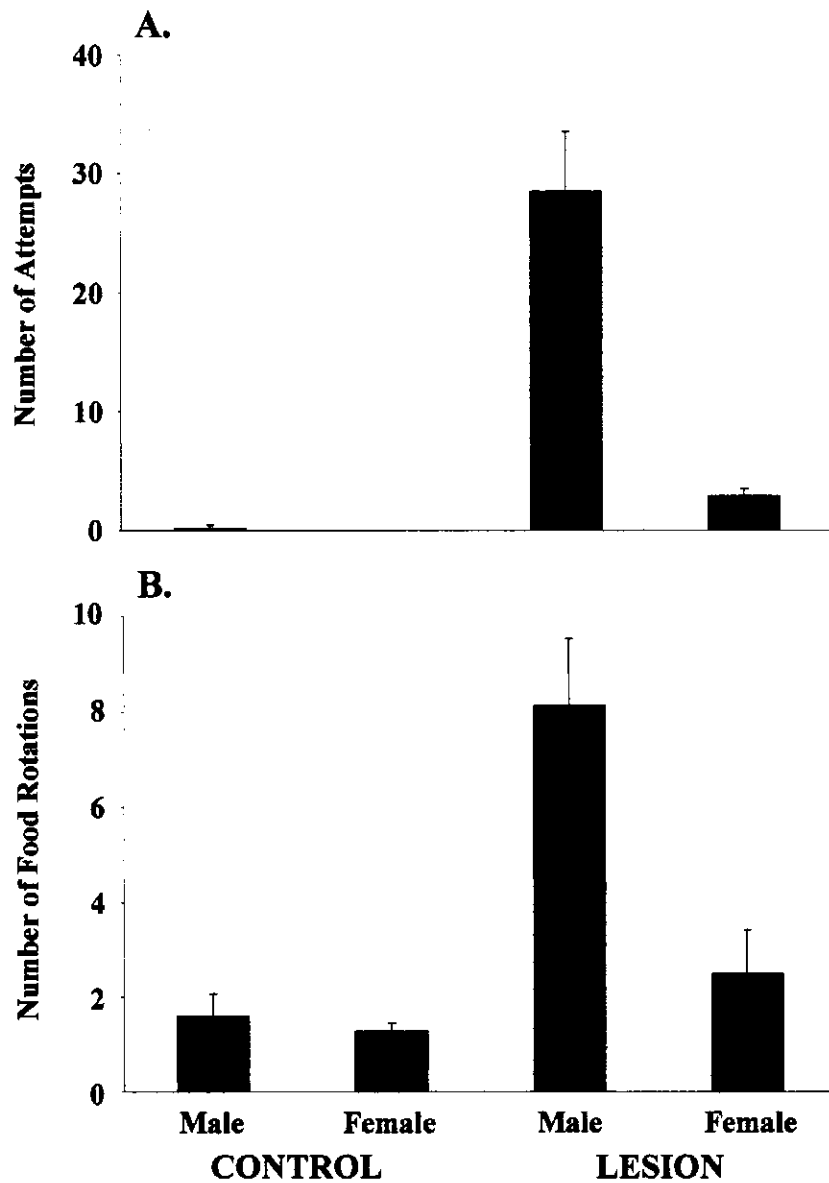 A.
Number of Attempts
40
30
20
10
0
B.
Number of Food Rotations
10
8
6
4
2
0
Male Female Male Female
CONTROL LESION